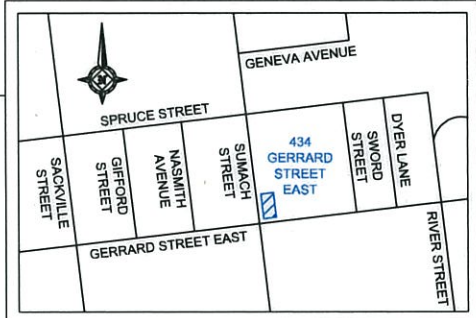 GENEVA AVENUE
SPRUCE STREET
SACKVILLE
STREET
GIFFORD
STREET
NASMITH
AVENUE
SUMACH
STREET
434
GERRARD
STREET
EAST
SWORD
STREET
DYER LANE
GERRARD STREET EAST
RIVER STREET